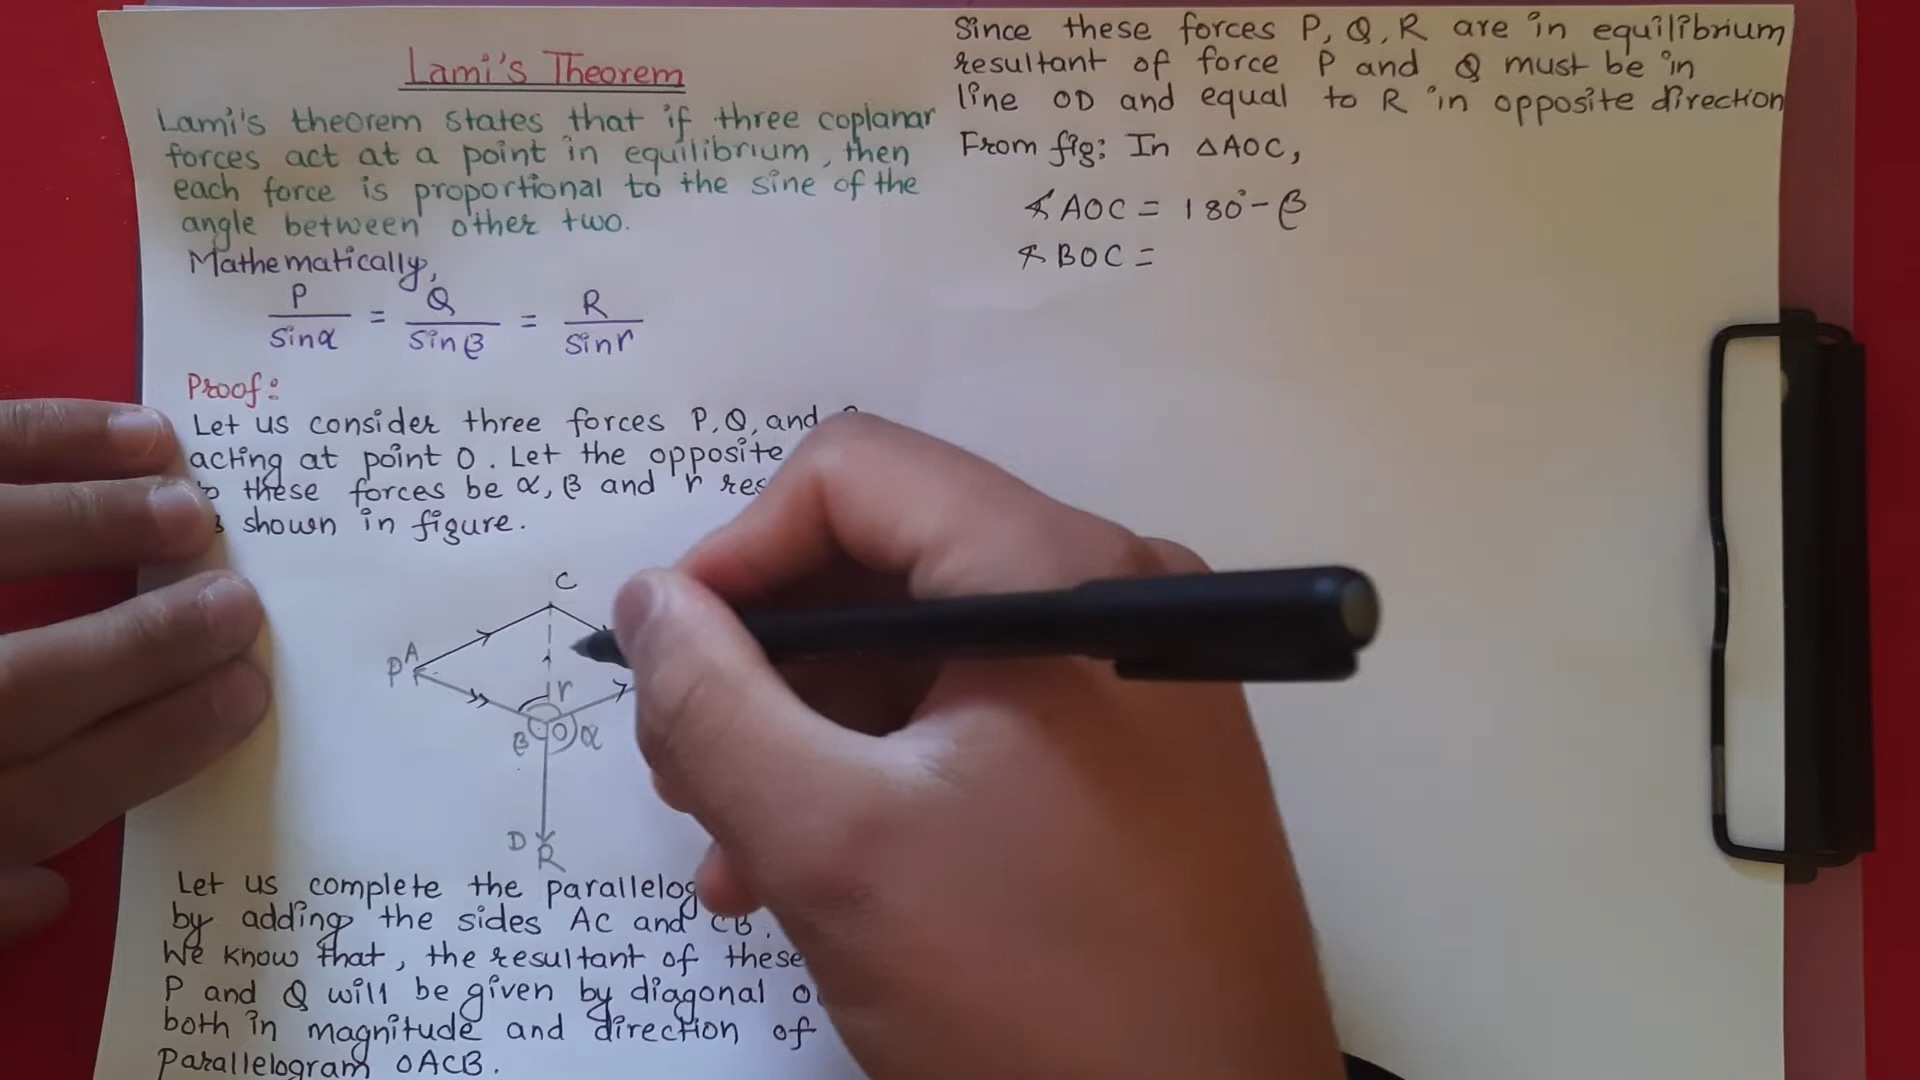 Lami's Theorem
Lami's theorem states that if three coplanar
forces act at a point in equilibrium, then
each force is proportional to the sine of the
angle between other two.
Mathematically,
P/sinα = Q/sinβ = R/sinr
Proof:
Let us consider three forces P, Q, and
acting at point O. Let the opposite
these forces be α, β and r
shown in figure.
C
P A
r
β O α
D
R
Let us complete the
by adding the sides AC and CB.
We know that, the resultant of these
P and Q will be given by diagonal
both in magnitude and direction of
Parallelogram OACB.
Since these forces P, Q, R are in equilibrium
resultant of force P and Q must be in
line OD and equal to R in opposite direction
From fig: In ΔAOC,
∡AOC = 180° - β
∡BOC =